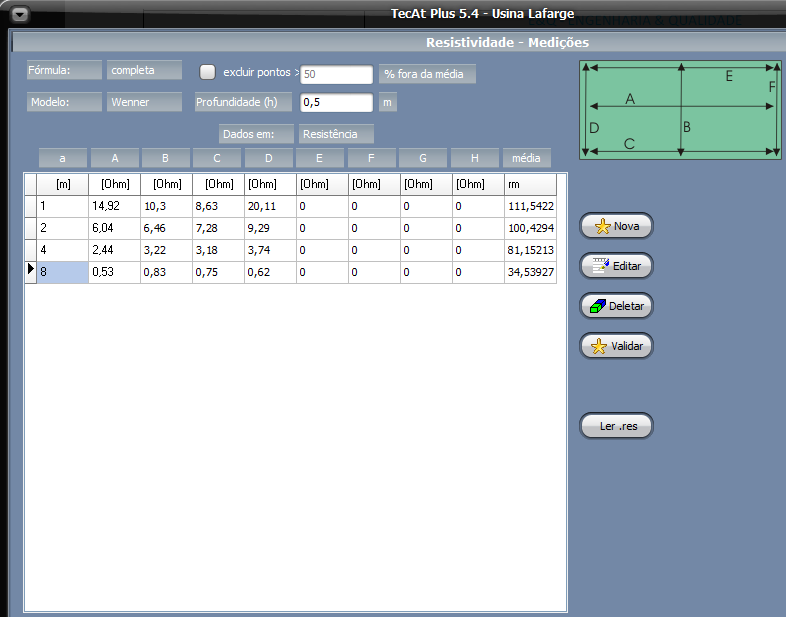 TecAt Plus 5.4 - Usina Lafarge
ENGENHARIA & QUALIDADE
Resistividade - Medições
Fórmula: completa excluir pontos > 50 % fora da média
Modelo: Wenner Profundidade (h) 0,5 m
Dados em: Resistência
a A B C D E F G H média
[m] [Ohm] [Ohm] [Ohm] [Ohm] [Ohm] [Ohm] [Ohm] [Ohm] rm
1 14,92 10,3 8,63 20,11 0 0 0 0 111,5422
2 6,04 6,46 7,28 9,29 0 0 0 0 100,4294
4 2,44 3,22 3,18 3,74 0 0 0 0 81,15213
8 0,53 0,83 0,75 0,62 0 0 0 0 34,53927
E
F
A
D
B
C
Nova
Editar
Deletar
Validar
Ler .res